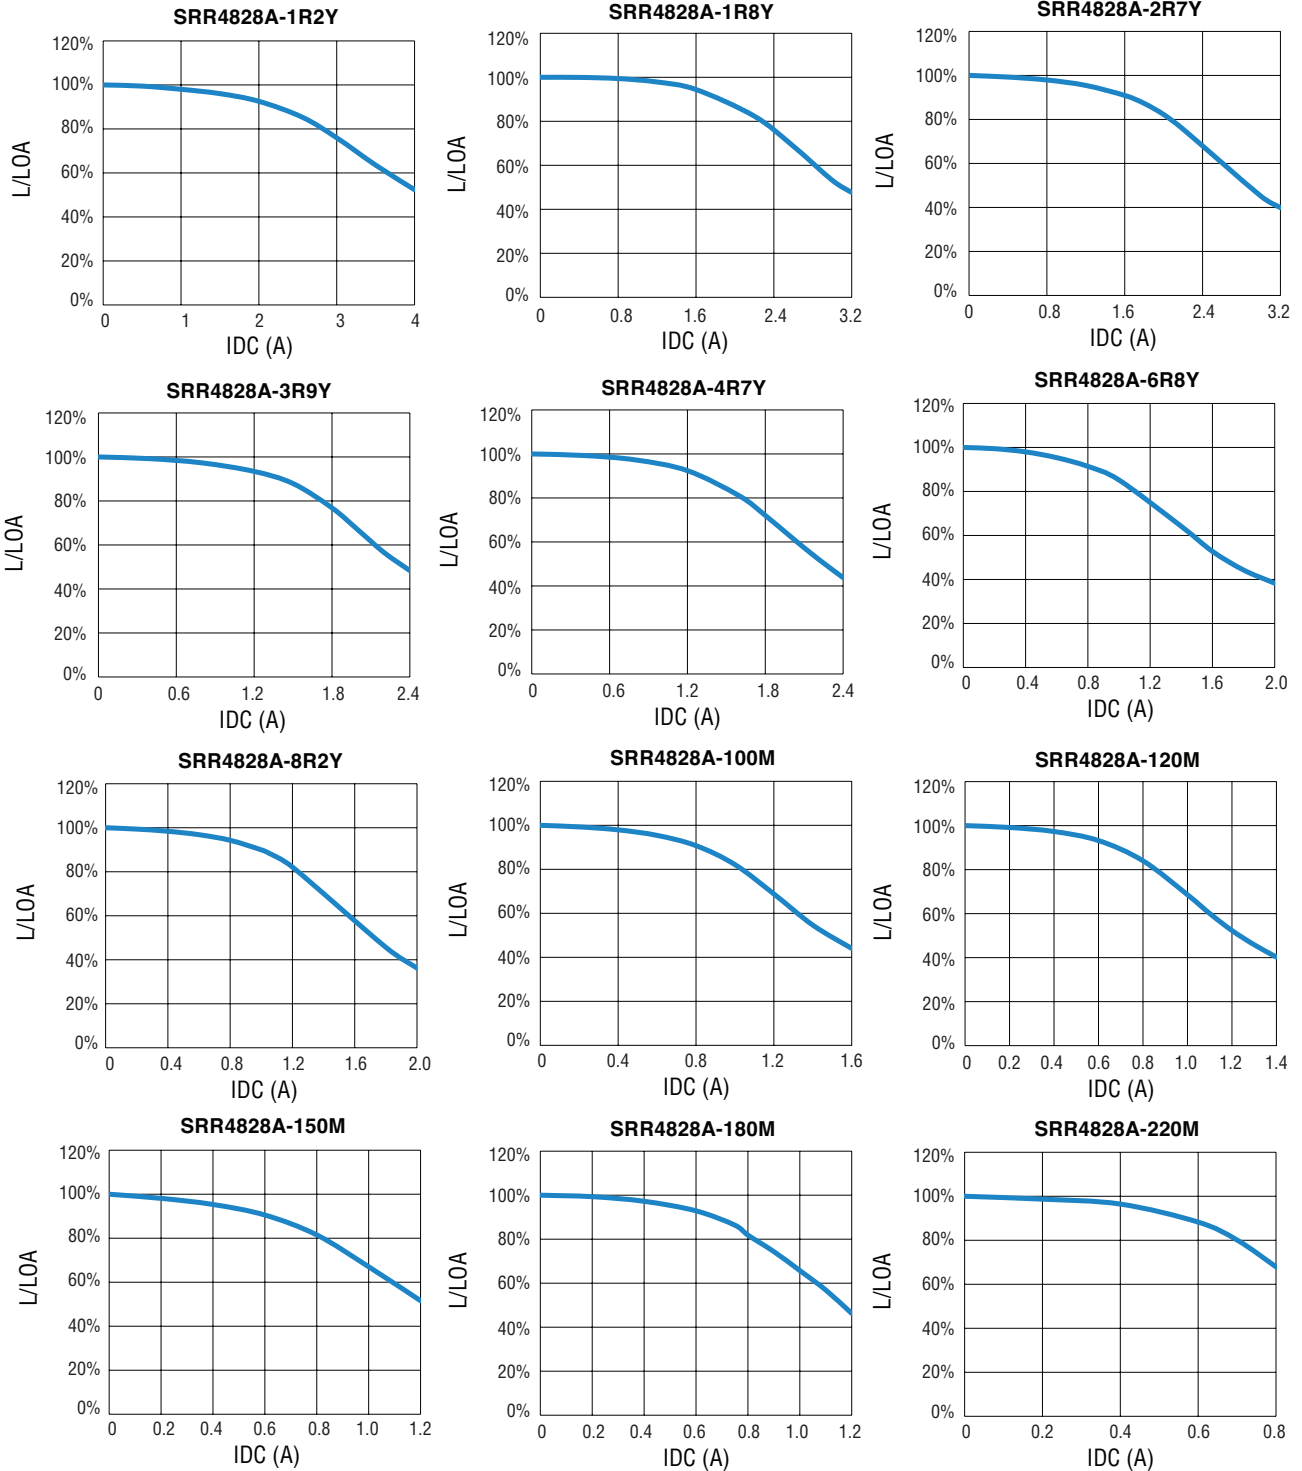 SRR4828A-1R2Y
120%
100%
80%
60%
40%
20%
0%
L/LOA
0 1 2 3 4
IDC (A)
SRR4828A-1R8Y
120%
100%
80%
60%
40%
20%
0%
L/LOA
0 0.8 1.6 2.4 3.2
IDC (A)
SRR4828A-2R7Y
120%
100%
80%
60%
40%
20%
0%
L/LOA
0 0.8 1.6 2.4 3.2
IDC (A)
SRR4828A-3R9Y
120%
100%
80%
60%
40%
20%
0%
L/LOA
0 0.6 1.2 1.8 2.4
IDC (A)
SRR4828A-4R7Y
120%
100%
80%
60%
40%
20%
0%
L/LOA
0 0.6 1.2 1.8 2.4
IDC (A)
SRR4828A-6R8Y
120%
100%
80%
60%
40%
20%
0%
L/LOA
0 0.4 0.8 1.2 1.6 2.0
IDC (A)
SRR4828A-8R2Y
120%
100%
80%
60%
40%
20%
0%
L/LOA
0 0.4 0.8 1.2 1.6 2.0
IDC (A)
SRR4828A-100M
120%
100%
80%
60%
40%
20%
0%
L/LOA
0 0.4 0.8 1.2 1.6
IDC (A)
SRR4828A-120M
120%
100%
80%
60%
40%
20%
0%
L/LOA
0 0.2 0.4 0.6 0.8 1.0 1.2 1.4
IDC (A)
SRR4828A-150M
120%
100%
80%
60%
40%
20%
0%
L/LOA
0 0.2 0.4 0.6 0.8 1.0 1.2
IDC (A)
SRR4828A-180M
120%
100%
80%
60%
40%
20%
0%
L/LOA
0 0.2 0.4 0.6 0.8 1.0 1.2
IDC (A)
SRR4828A-220M
120%
100%
80%
60%
40%
20%
0%
L/LOA
0 0.2 0.4 0.6 0.8
IDC (A)